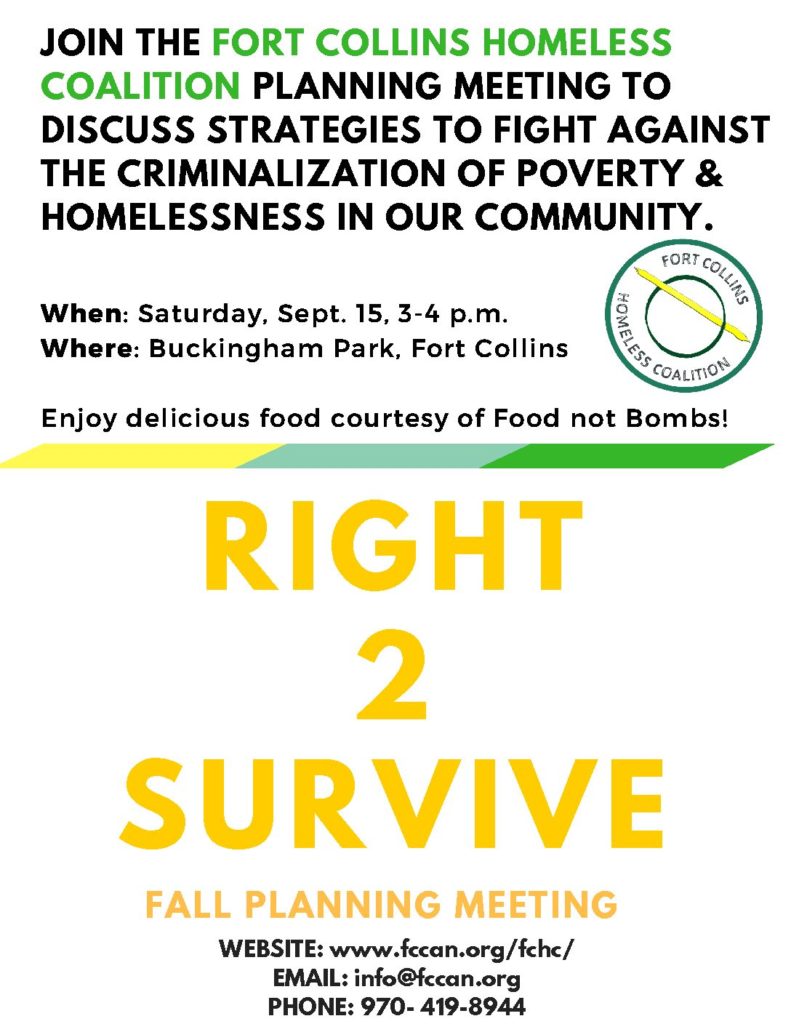 JOIN THE FORT COLLINS HOMELESS
COALITION PLANNING MEETING TO
DISCUSS STRATEGIES TO FIGHT AGAINST
THE CRIMINALIZATION OF POVERTY &
HOMELESSNESS IN OUR COMMUNITY.
When: Saturday, Sept. 15, 3-4 p.m.
Where: Buckingham Park, Fort Collins
FORT COLLINS
HOMELESS COALITION
Enjoy delicious food courtesy of Food not Bombs!
RIGHT
2
SURVIVE
FALL PLANNING MEETING
WEBSITE: www.fccan.org/fchc/
EMAIL: info@fccan.org
PHONE: 970- 419-8944